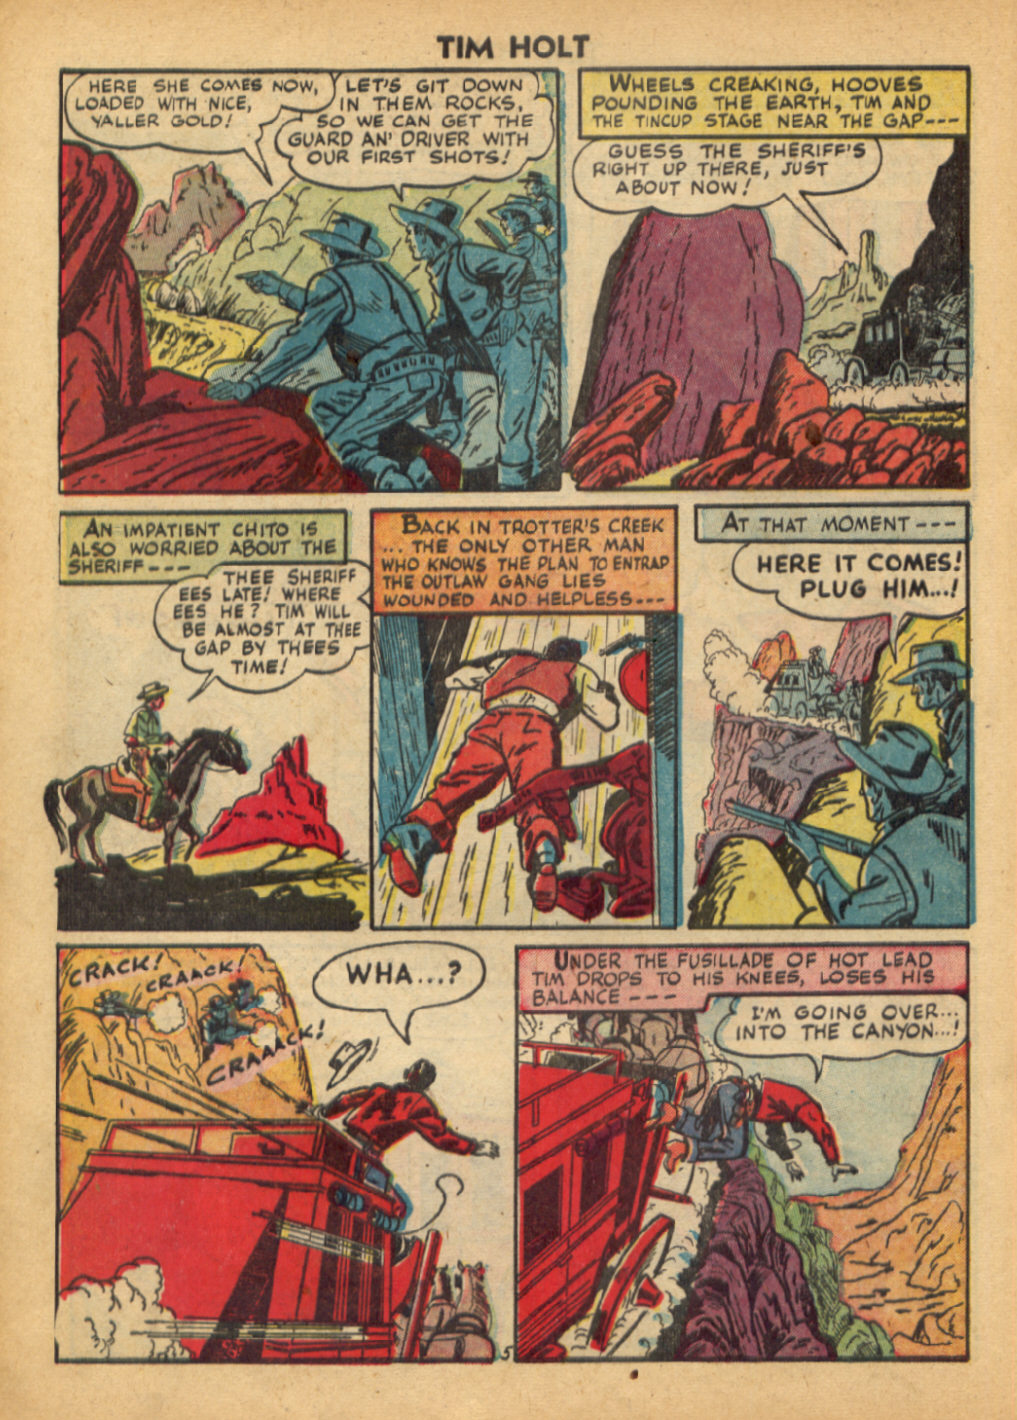 TIM HOLT
HERE SHE COMES NOW,
LOADED WITH NICE,
YALLER GOLD!
LET'S GIT DOWN
IN THEM ROCKS,
SO WE CAN GET THE
GUARD AN' DRIVER WITH
OUR FIRST SHOTS!
WHEELS CREAKING, HOOVES
POUNDING THE EARTH, TIM AND
THE TINCUP STAGE NEAR THE GAP---
GUESS THE SHERIFF'S
RIGHT UP THERE, JUST
ABOUT NOW!
AN IMPATIENT CHITO IS
ALSO WORRIED ABOUT THE
SHERIFF----
THEE SHERIFF
EES LATE! WHERE
EES HE? TIM WILL
BE ALMOST AT THEE
GAP BY THEES
TIME!
BACK IN TROTTER'S CREEK
... THE ONLY OTHER MAN
WHO KNOWS THE PLAN TO ENTRAP
THE OUTLAW GANG LIES
WOUNDED AND HELPLESS---
AT THAT MOMENT---
HERE IT COMES!
PLUG HIM...!
CRACK!
CRAACK!
CRAAACK!
WHA...?
UNDER THE FUSILLADE OF HOT LEAD
TIM DROPS TO HIS KNEES, LOSES HIS
BALANCE---
I'M GOING OVER...
INTO THE CANYON...!
5